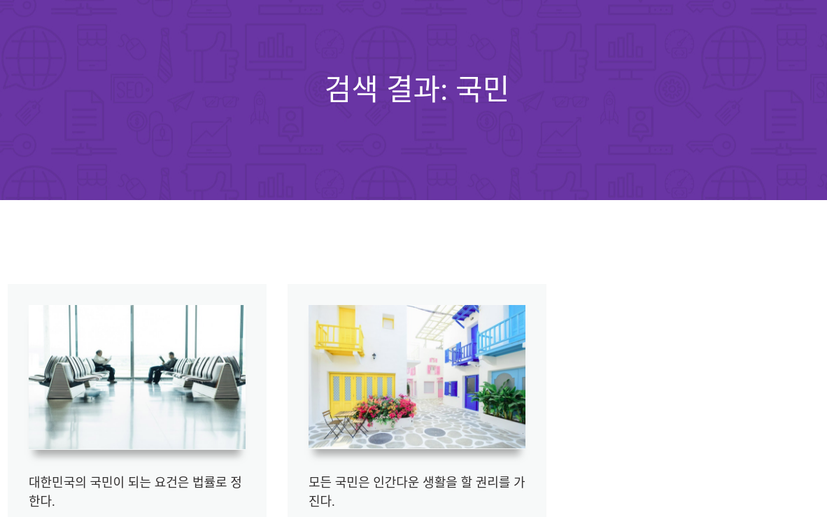 검색 결과: 국민
대한민국의 국민이 되는 요건은 법률로 정
한다.
모든 국민은 인간다운 생활을 할 권리를 가
진다.